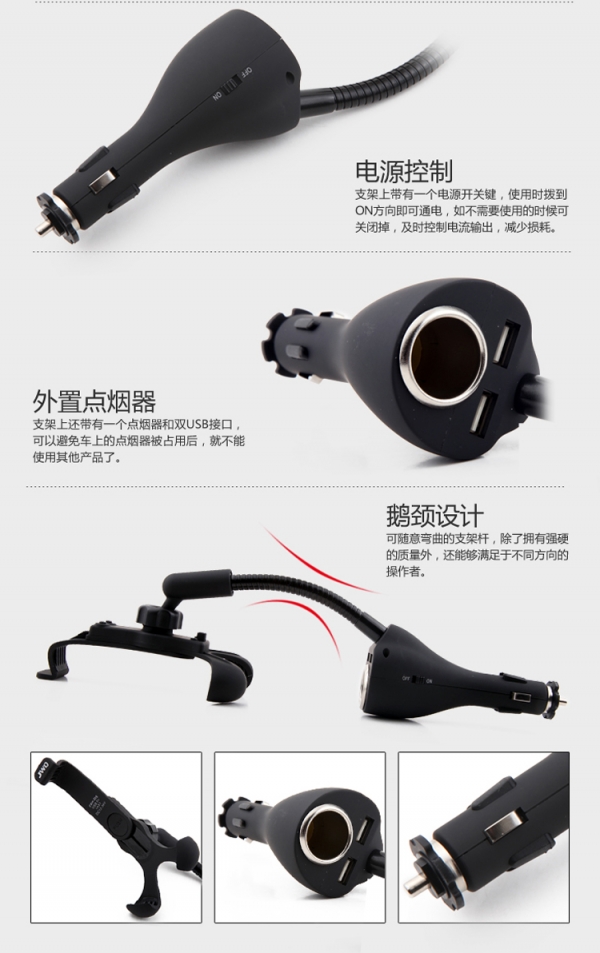 OFF
ON
电源控制
支架上带有一个电源开关键，使用时拨到
ON方向即可通电，如不需要使用的时候可
关闭掉，及时控制电流输出，减少损耗。
外置点烟器
支架上还带有一个点烟器和双USB接口，
可以避免车上的点烟器被占用后，就不能
使用其他产品了。
鹅颈设计
可随意弯曲的支架杆，除了拥有强硬
的质量外，还能够满足于不同方向的
操作者。
OFF
ON